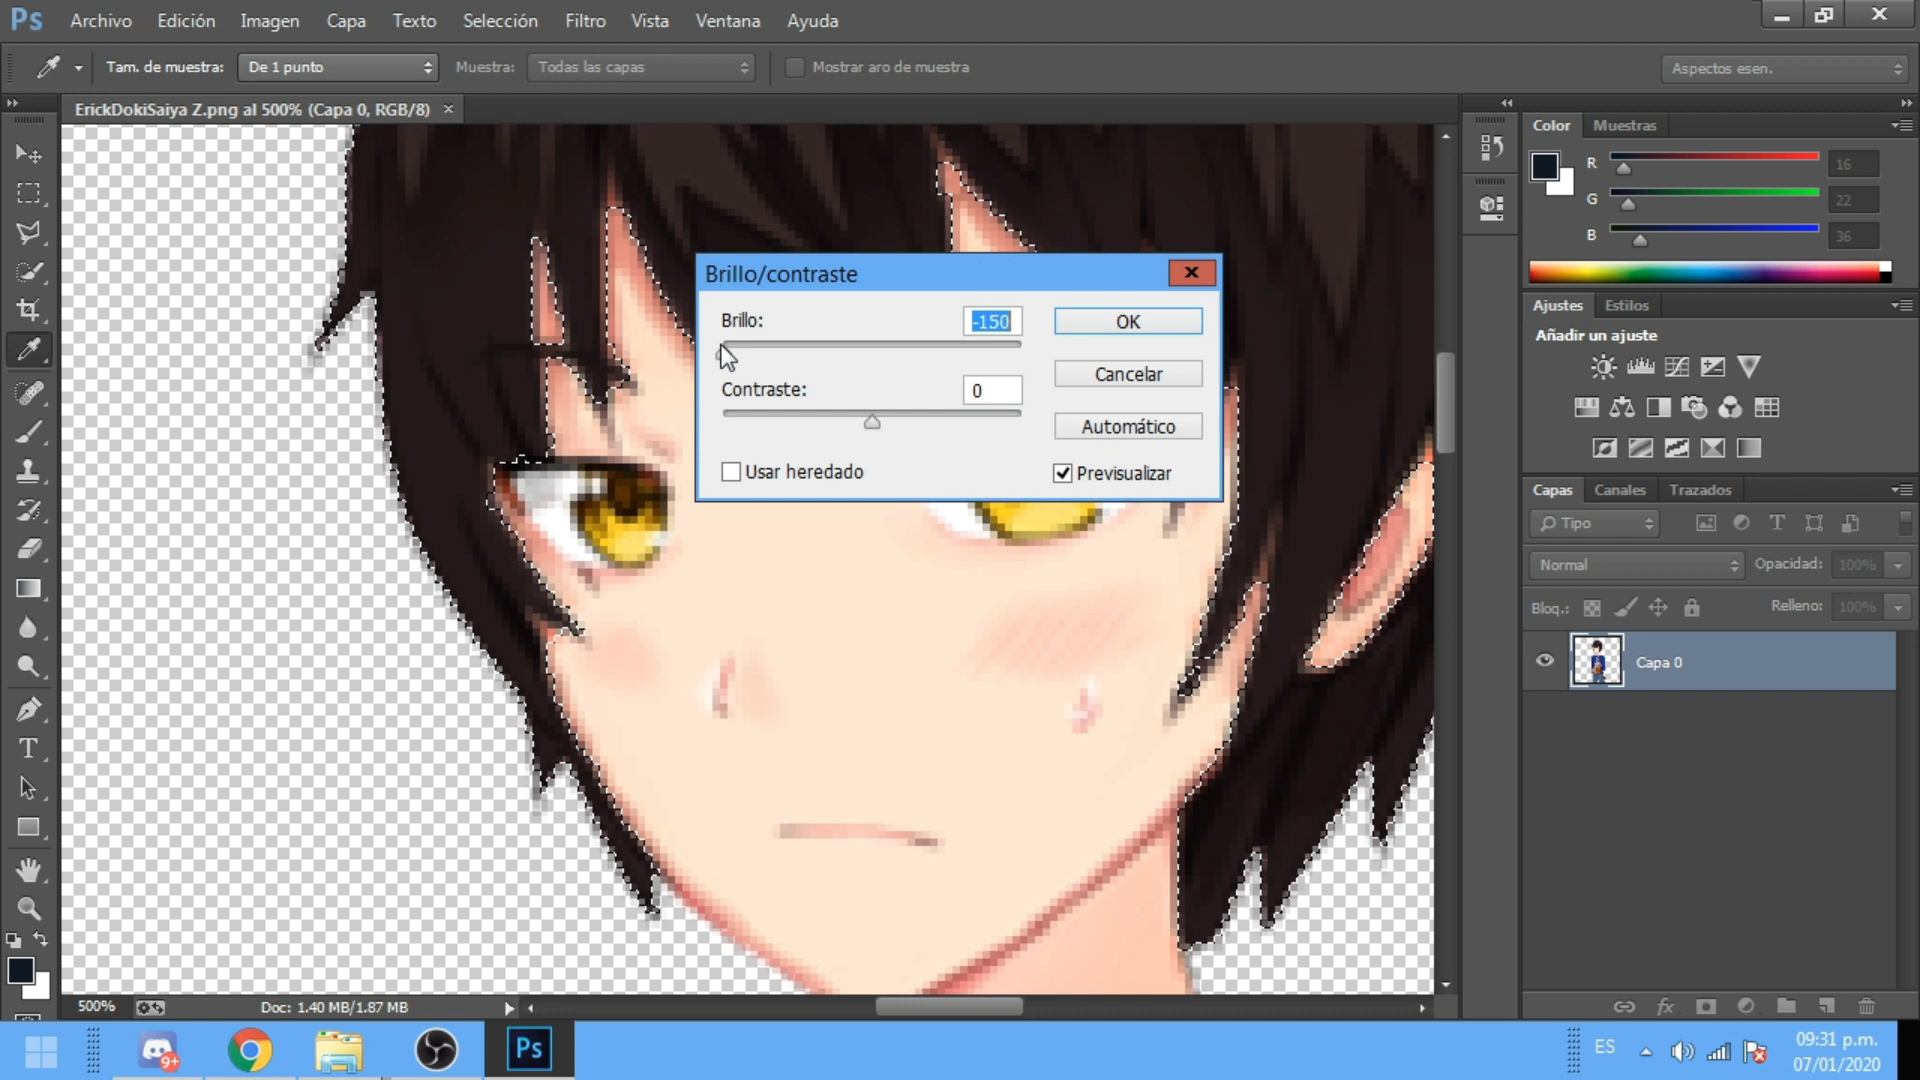 Ps Archivo Edición Imagen Capa Texto Selección Filtro Vista Ventana Ayuda
Tam. de muestra: De 1 punto Muestra: Todas las capas Mostrar aro de muestra Aspectos esen.
ErickDokiSaiya Z.png al 500% (Capa 0, RGB/8) ×
Color Muestras
R 16
G 22
B 36
Brillo/contraste
Brillo: -150 OK
Cancelar
Contraste: 0
Automático
Usar heredado Previsualizar
Ajustes Estilos
Añadir un ajuste
Capas Canales Trazados
Tipo
Normal Opacidad: 100%
Bloq.: Relleno: 100%
Capa 0
fx
T
500% Doc: 1.40 MB/1.87 MB
9+
Ps
ES
09:31 p.m.
07/01/2020